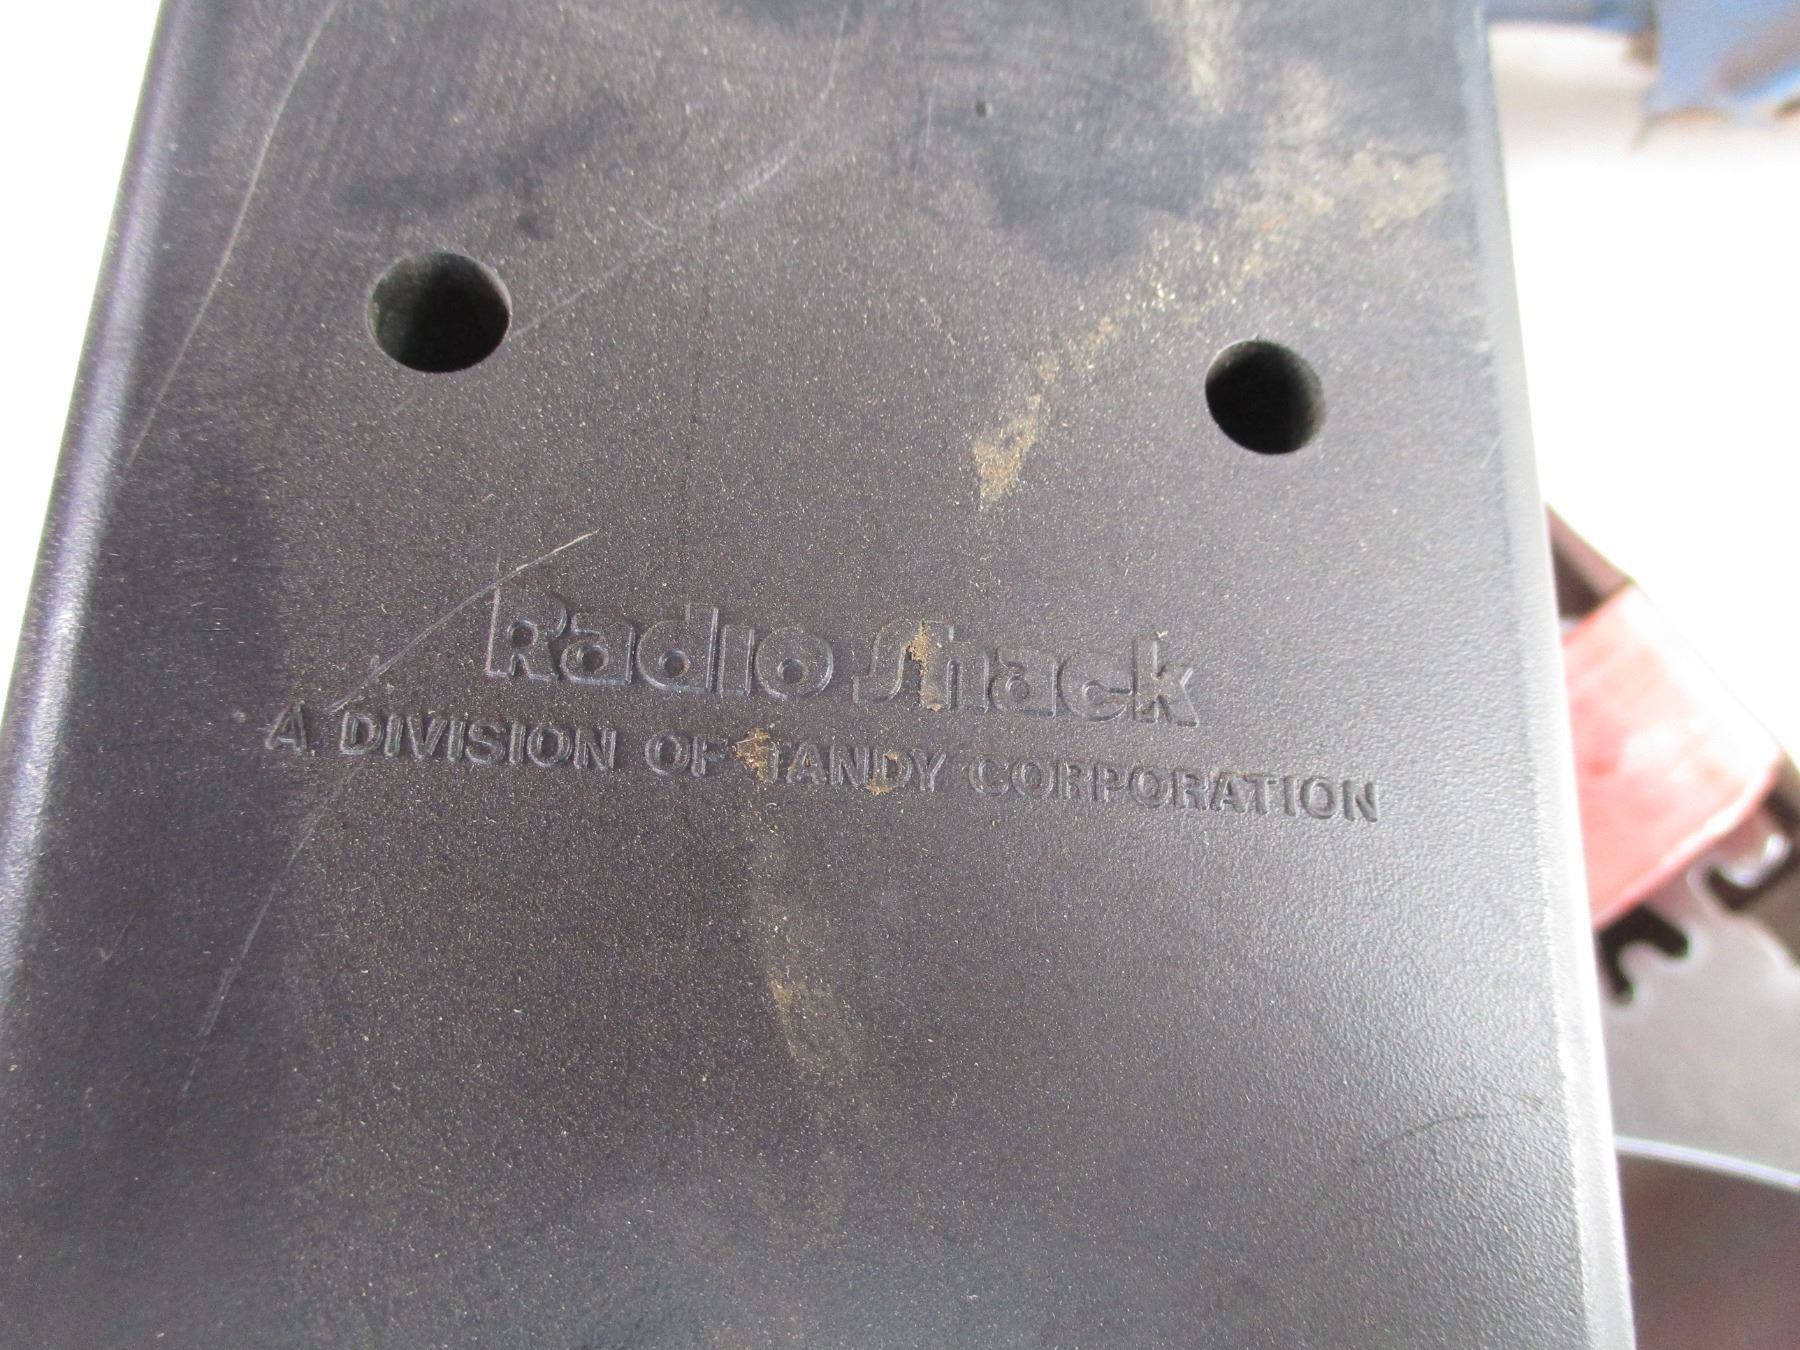 Radio Shack
A DIVISION OF TANDY CORPORATION